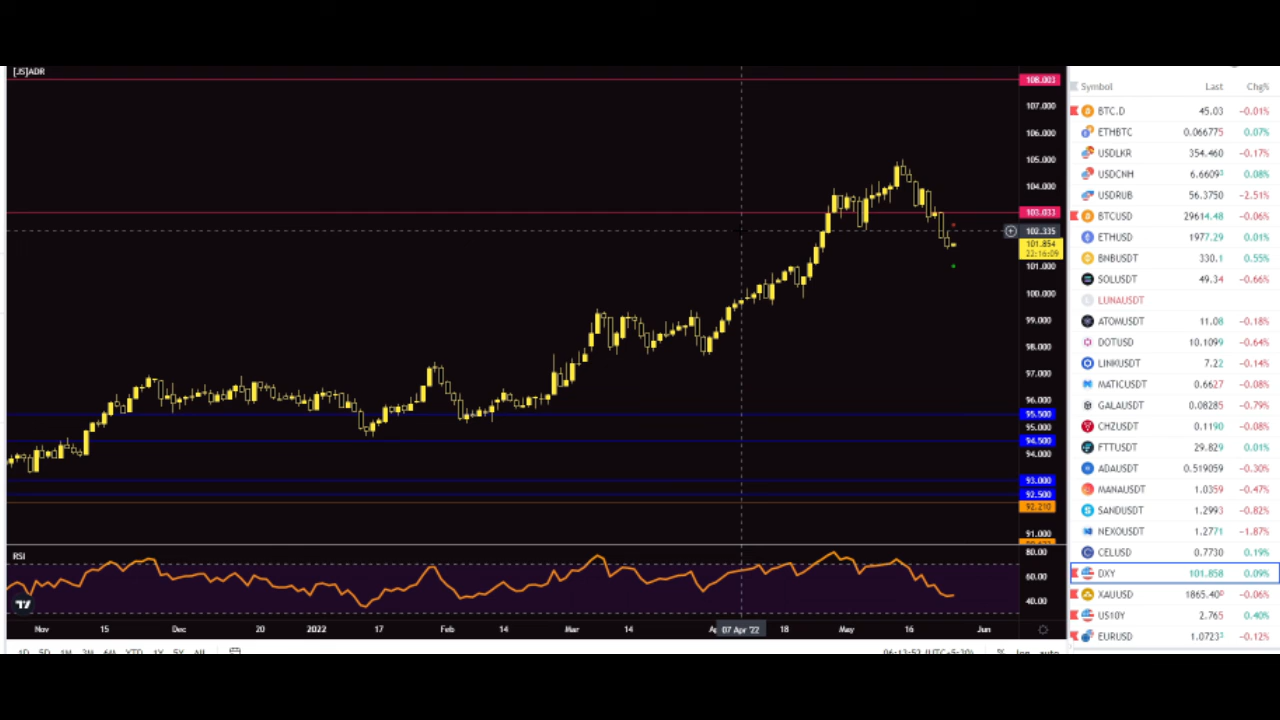 [JS]ADR
108.003
107.000
106.000
105.000
104.000
103.033
102.335
101.854
22:16:09
101.000
100.000
99.000
98.000
97.000
96.000
95.500
95.000
94.500
94.000
93.000
92.500
92.210
91.000
RSI
80.00
60.00
40.00
Nov 15 Dec 20 2022 17 Feb 14 Mar 14 07 Apr '22 18 May 16 Jun
Symbol Last Chg%
BTC.D 45.03 −0.01%
ETHBTC 0.066775 0.07%
USDLKR 354.460 −0.17%
USDCNH 6.6609³ 0.08%
USDRUB 56.3750 −2.51%
BTCUSD 29614.48 −0.06%
ETHUSD 1977.29 0.01%
BNBUSDT 330.1 0.55%
SOLUSDT 49.34 −0.66%
LUNAUSDT
ATOMUSDT 11.08 −0.18%
DOTUSD 10.1099 −0.64%
LINKUSDT 7.22 −0.14%
MATICUSDT 0.6627 −0.08%
GALAUSDT 0.08285 −0.79%
CHZUSDT 0.1190 −0.08%
FTTUSDT 29.829 0.01%
ADAUSDT 0.519059 −0.30%
MANAUSDT 1.0359 −0.47%
SANDUSDT 1.2993 −0.82%
NEXOUSDT 1.2771 −1.87%
CELUSD 0.7730 0.19%
DXY 101.858 0.09%
XAUUSD 1865.40⁰ −0.06%
US10Y 2.765 0.40%
EURUSD 1.0723³ −0.12%